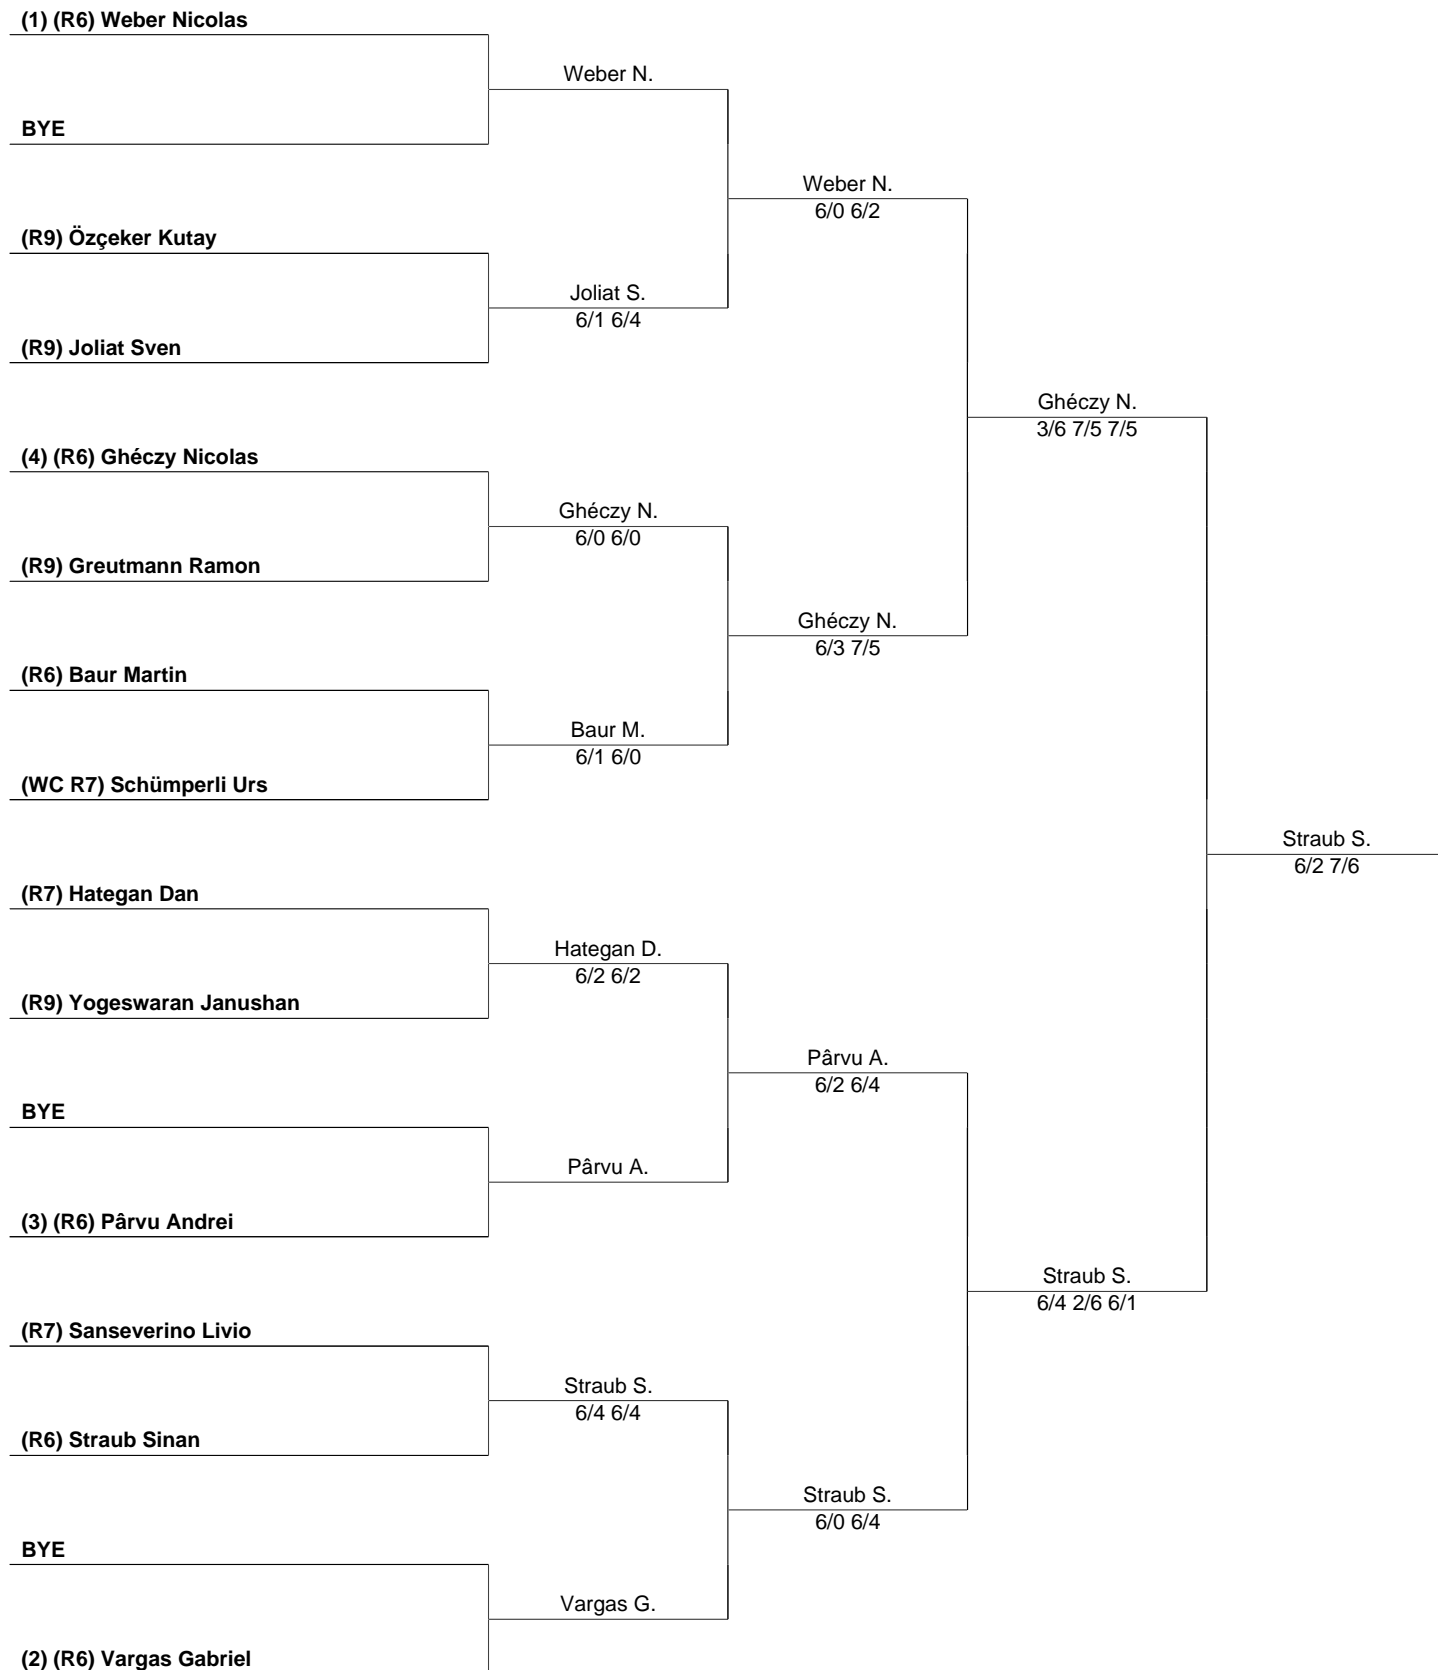 (1) (R6) Weber Nicolas
Weber N.
BYE
Weber N.
6/0 6/2
(R9) Özçeker Kutay
Joliat S.
6/1 6/4
(R9) Joliat Sven
Ghéczy N.
3/6 7/5 7/5
(4) (R6) Ghéczy Nicolas
Ghéczy N.
6/0 6/0
(R9) Greutmann Ramon
Ghéczy N.
6/3 7/5
(R6) Baur Martin
Baur M.
6/1 6/0
(WC R7) Schümperli Urs
Straub S.
6/2 7/6
(R7) Hategan Dan
Hategan D.
6/2 6/2
(R9) Yogeswaran Janushan
Pârvu A.
6/2 6/4
BYE
Pârvu A.
(3) (R6) Pârvu Andrei
Straub S.
6/4 2/6 6/1
(R7) Sanseverino Livio
Straub S.
6/4 6/4
(R6) Straub Sinan
Straub S.
6/0 6/4
BYE
Vargas G.
(2) (R6) Vargas Gabriel